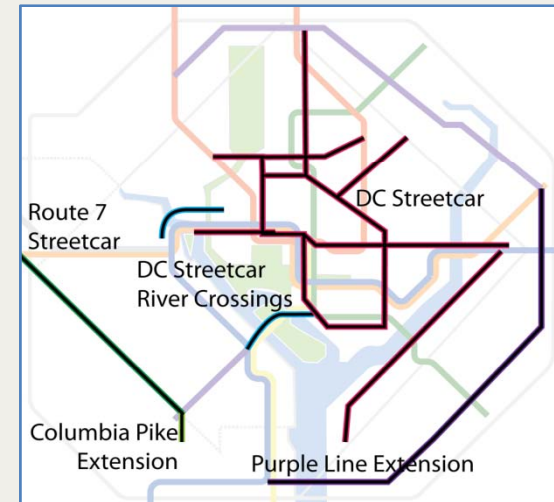 DC Streetcar
Route 7
Streetcar
DC Streetcar
River Crossings
Columbia Pike
Extension
Purple Line Extension